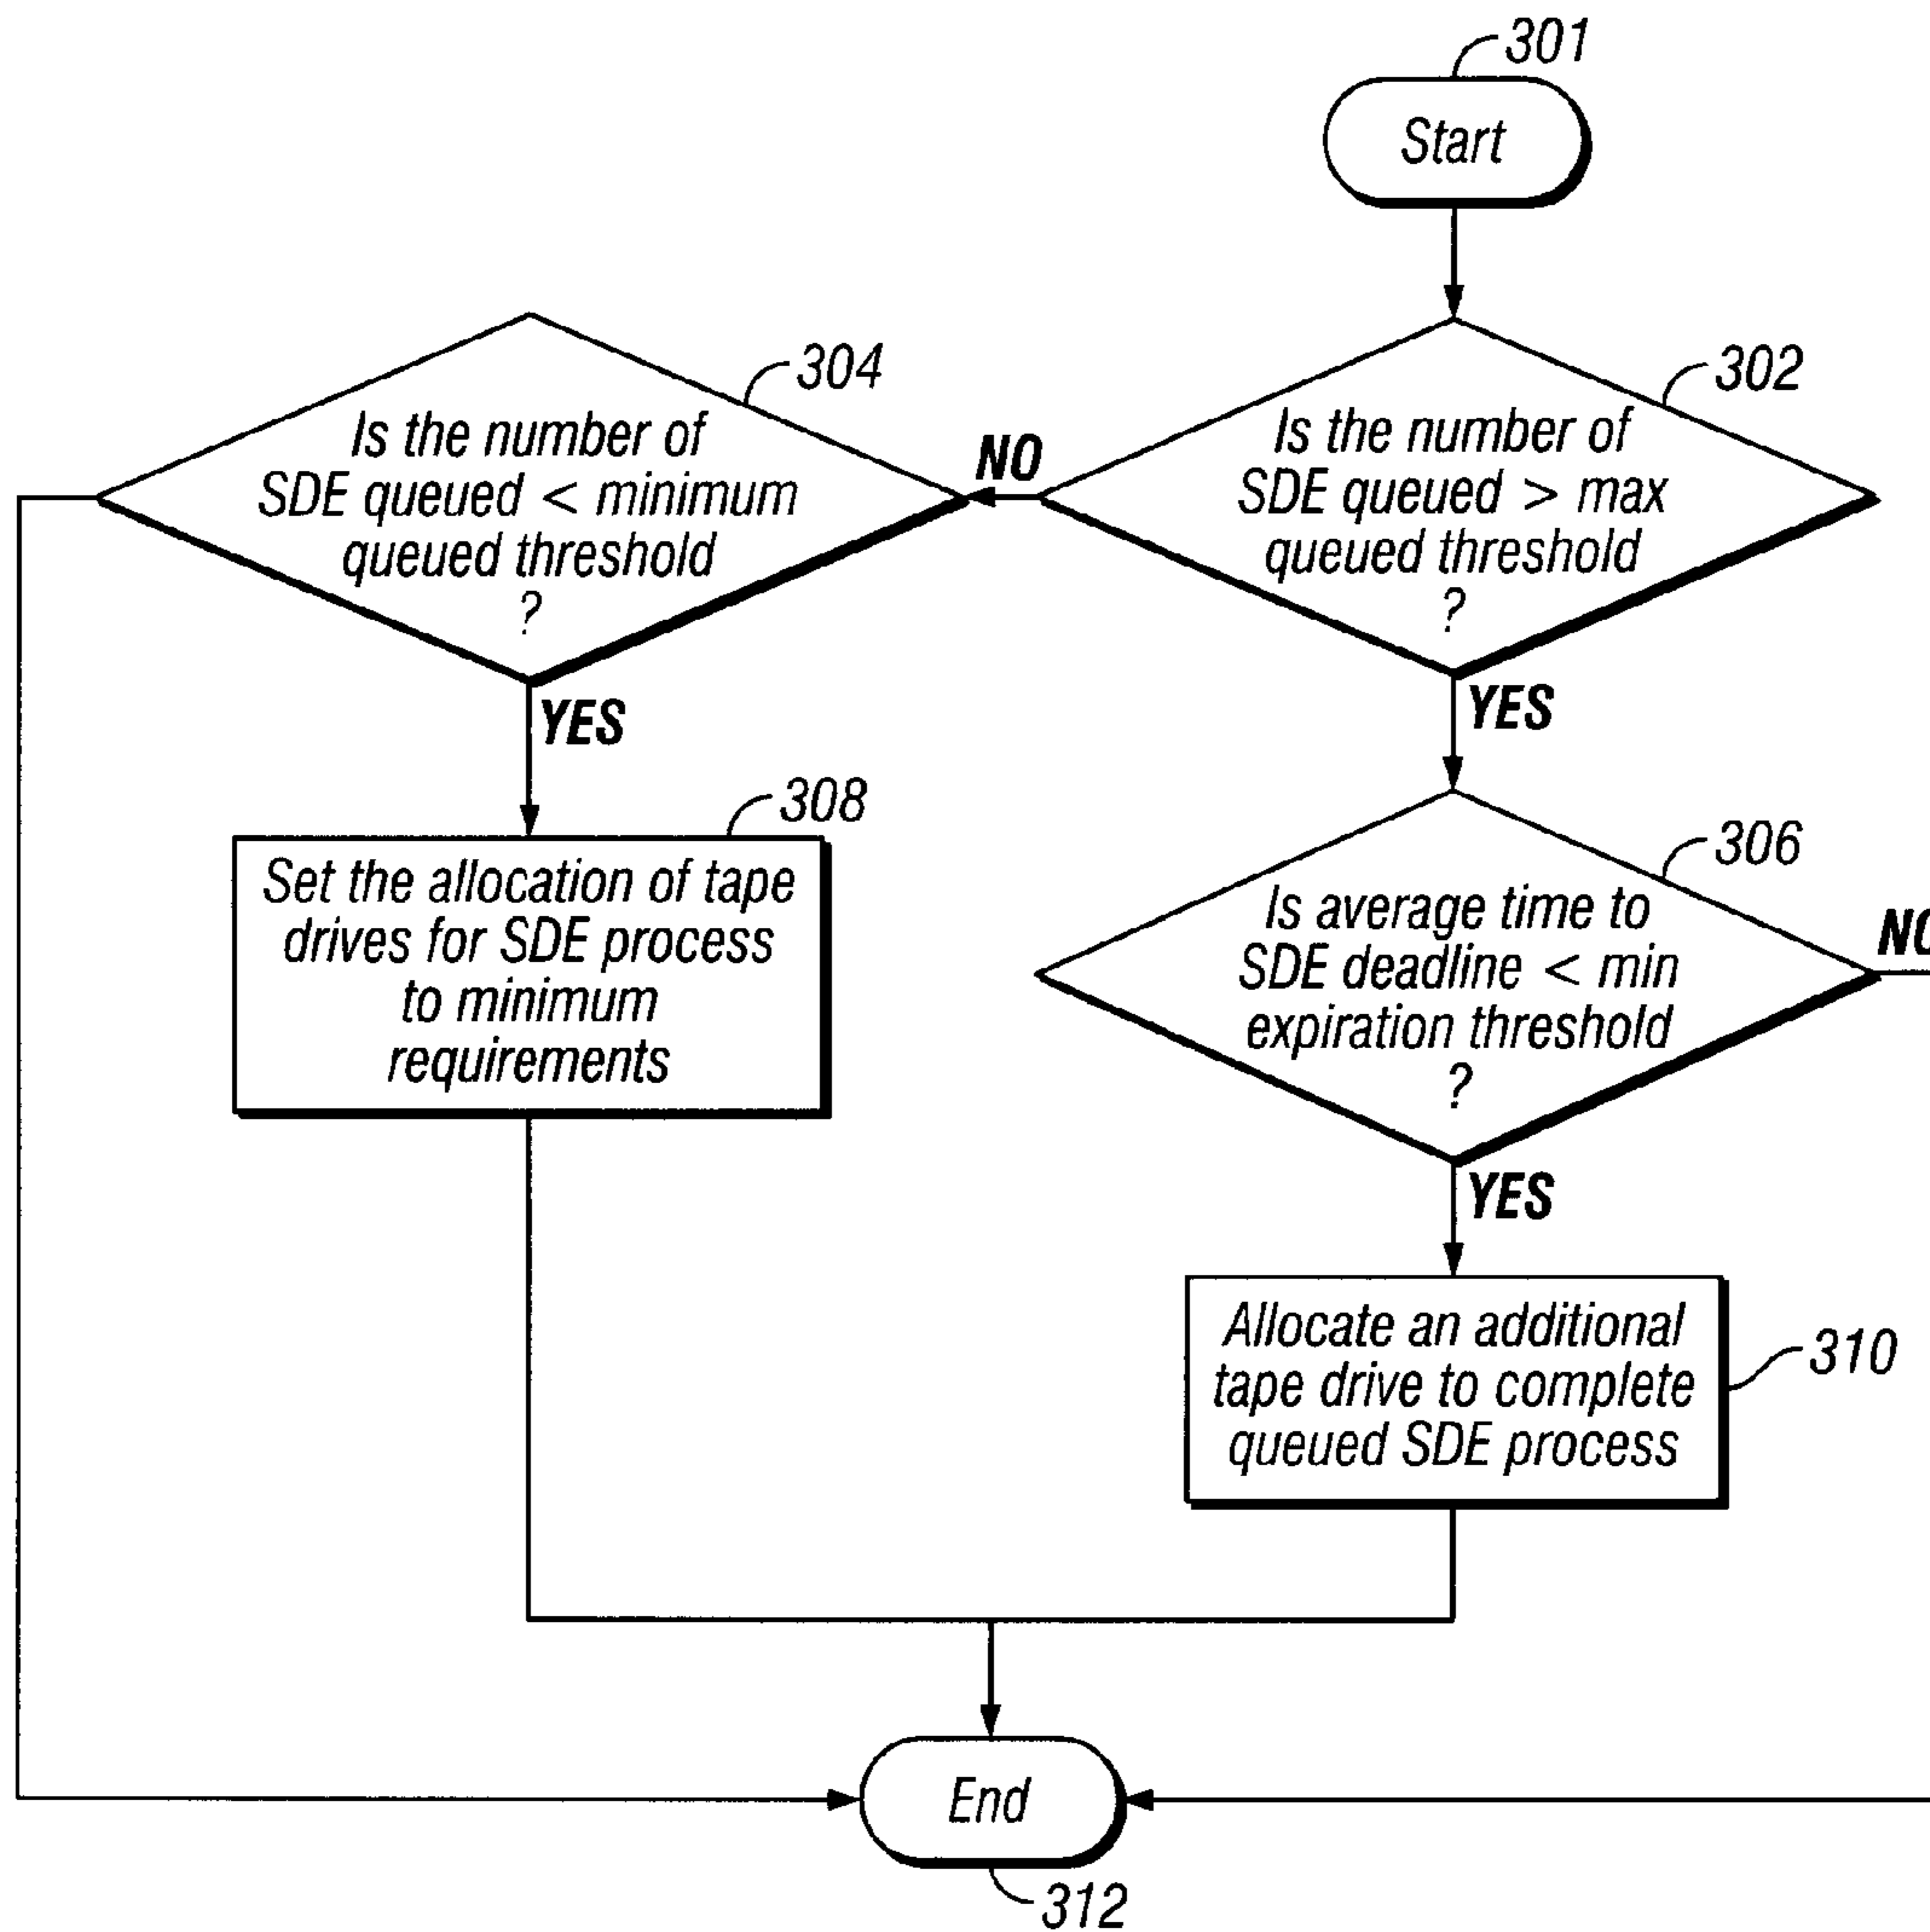 301
Start
304
Is the number of
SDE queued < minimum
queued threshold
?
NO
302
Is the number of
SDE queued > max
queued threshold
?
YES
YES
308
Set the allocation of tape
drives for SDE process
to minimum
requirements
306
Is average time to
SDE deadline < min
expiration threshold
?
NO
YES
Allocate an additional
tape drive to complete
queued SDE process
310
End
312